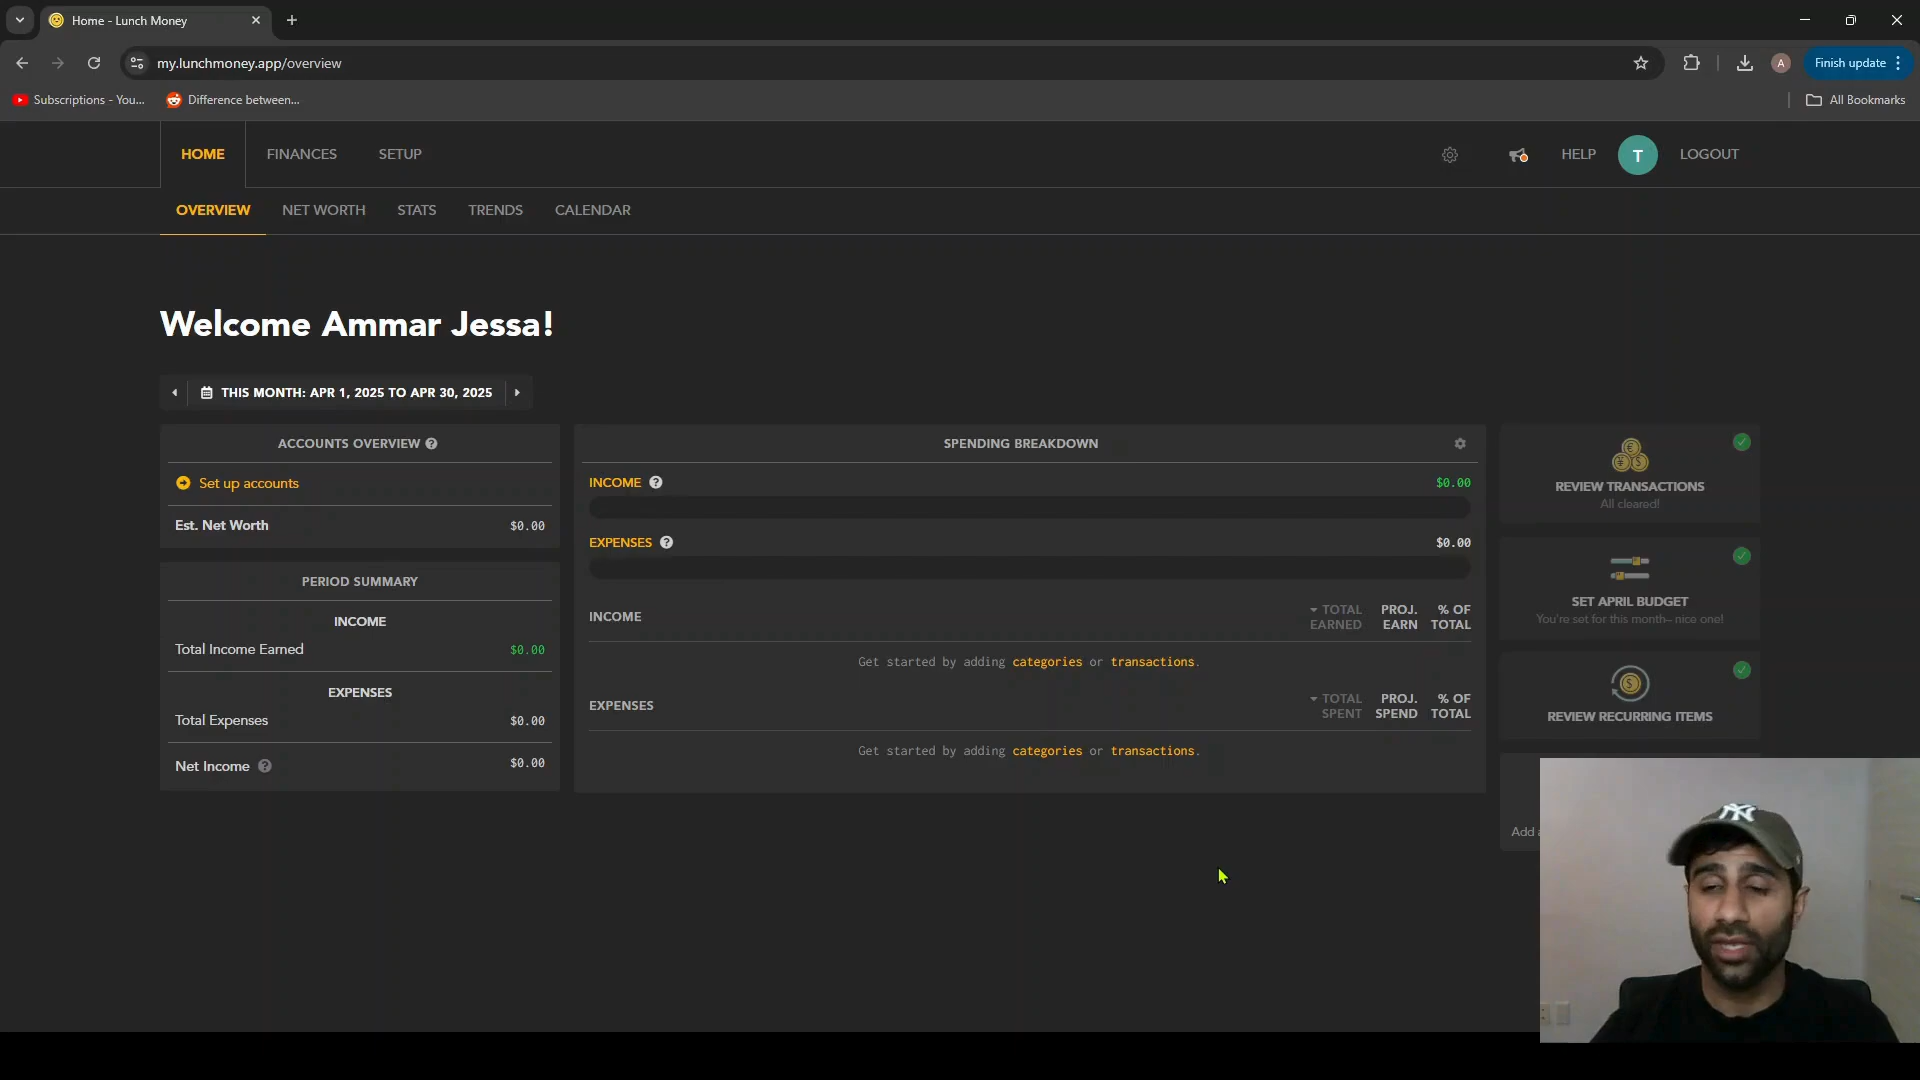 Home - Lunch Money
my.lunchmoney.app/overview
A
Finish update
Subscriptions - You...
Difference between...
All Bookmarks
HOME
FINANCES
SETUP
HELP
T
LOGOUT
OVERVIEW
NET WORTH
STATS
TRENDS
CALENDAR
Welcome Ammar Jessa!
THIS MONTH: APR 1, 2025 TO APR 30, 2025
ACCOUNTS OVERVIEW ?
Set up accounts
Est. Net Worth $0.00
PERIOD SUMMARY
INCOME
Total Income Earned $0.00
EXPENSES
Total Expenses $0.00
Net Income ? $0.00
SPENDING BREAKDOWN
INCOME ? $0.00
EXPENSES ? $0.00
INCOME
TOTAL EARNED
PROJ. EARN
% OF TOTAL
Get started by adding categories or transactions.
EXPENSES
TOTAL SPENT
PROJ. SPEND
% OF TOTAL
Get started by adding categories or transactions.
REVIEW TRANSACTIONS
All cleared!
SET APRIL BUDGET
You're set for this month– nice one!
REVIEW RECURRING ITEMS
Add
NY